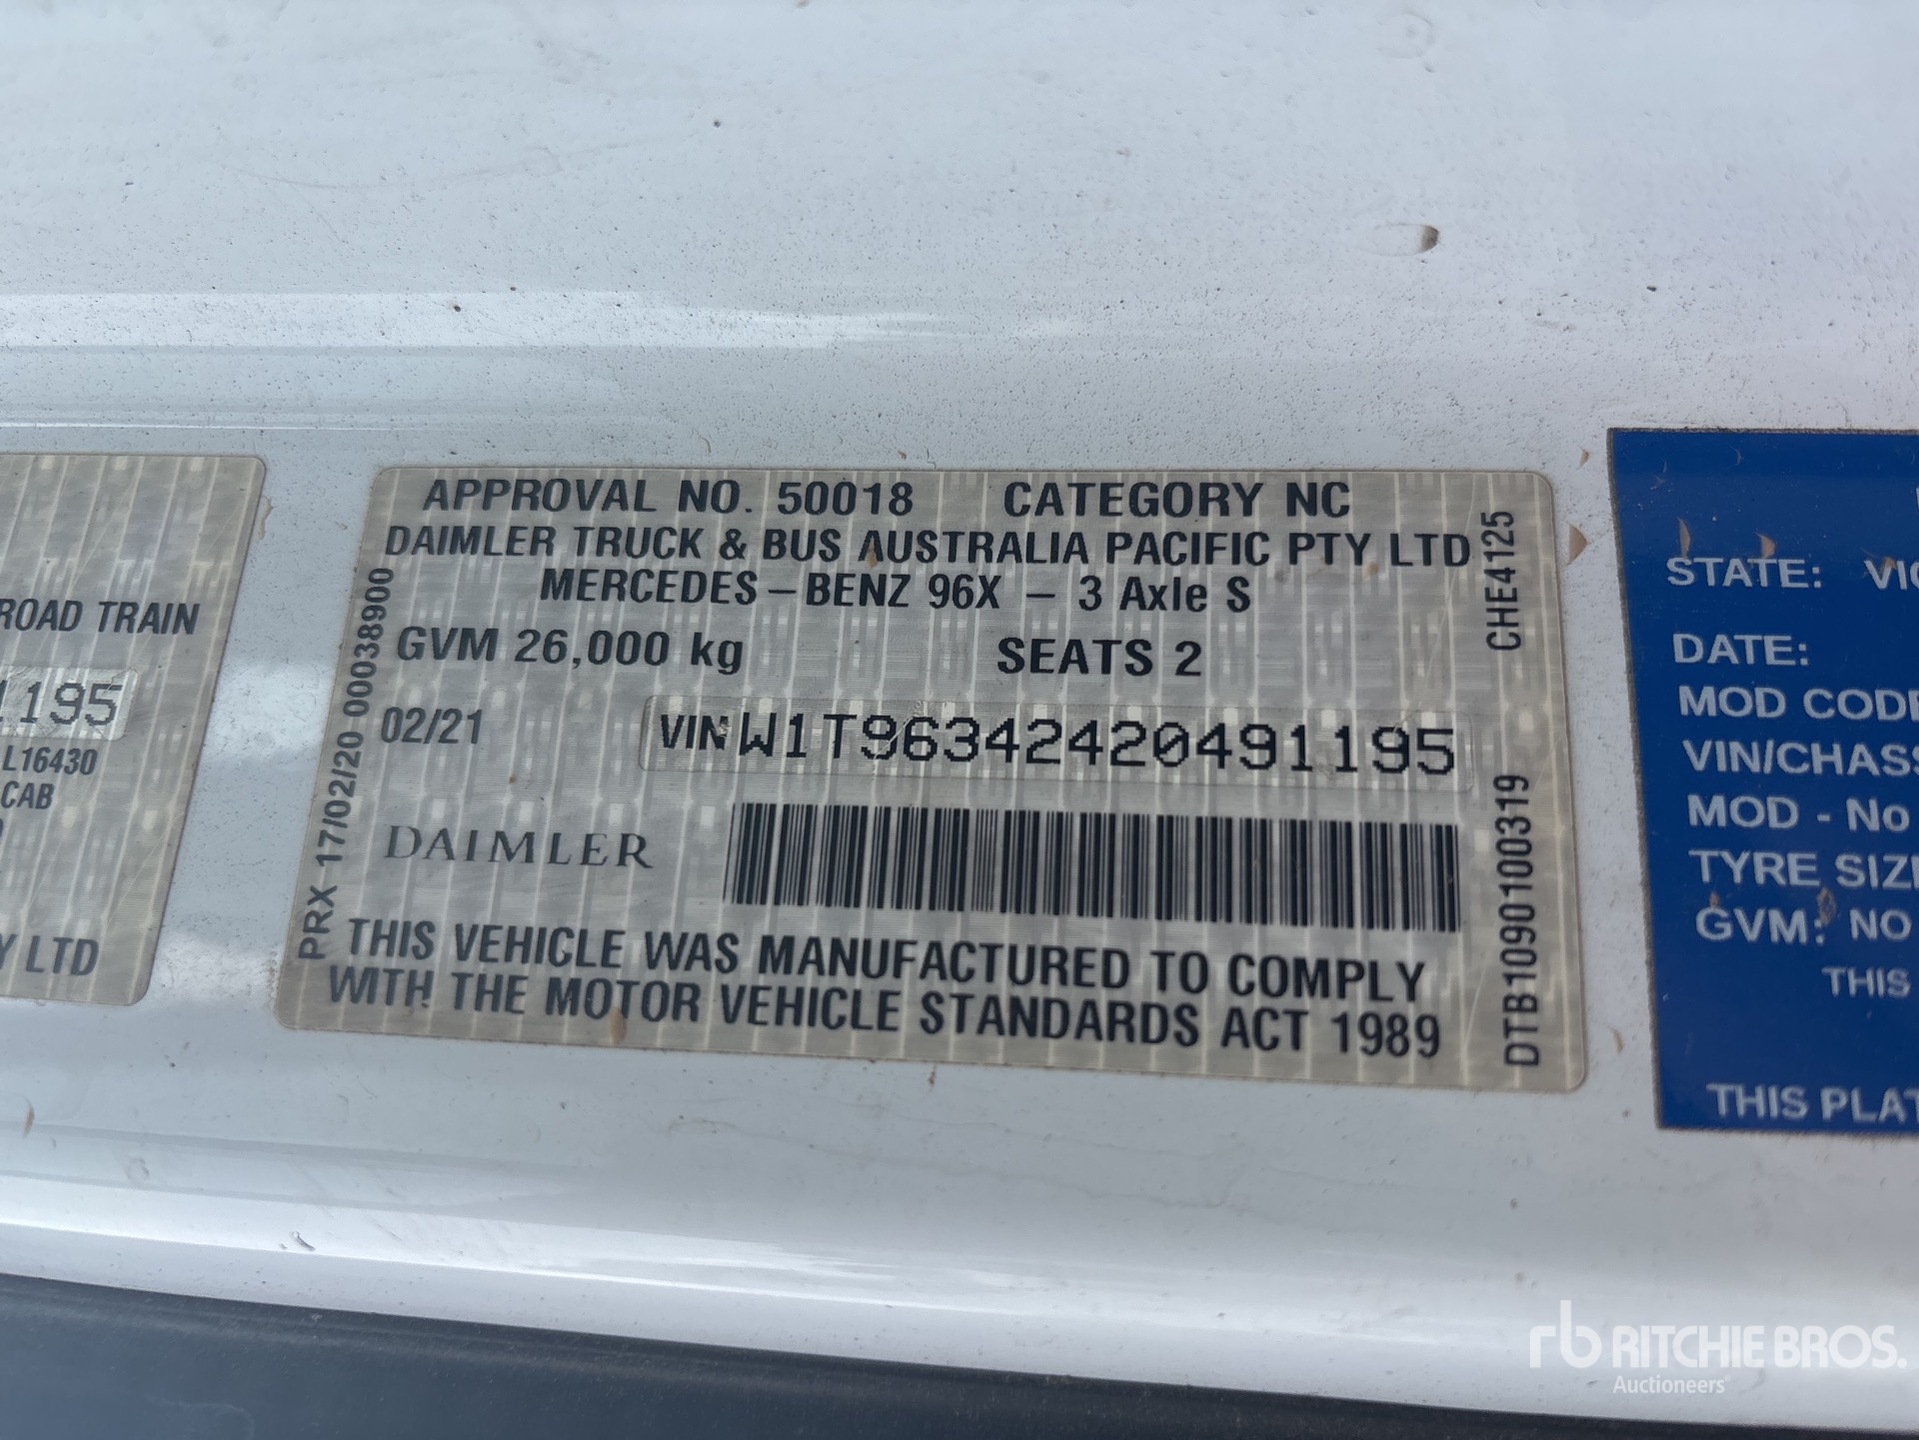 ROAD TRAIN
1195
L16430
CAB
Y LTD
APPROVAL NO. 50018 CATEGORY NC
DAIMLER TRUCK & BUS AUSTRALIA PACIFIC PTY LTD
MERCEDES-BENZ 96X - 3 Axle S
GVM 26,000 kg SEATS 2
02/21 VIN W1T96342420491195
DAIMLER
THIS VEHICLE WAS MANUFACTURED TO COMPLY
WITH THE MOTOR VEHICLE STANDARDS ACT 1989
PRX 17/02/20 00038900
CHE4125
DTB1090100319
STATE: VIC
DATE:
MOD CODE
VIN/CHASS
MOD - No
TYRE SIZE
GVM: NO
THIS
THIS PLAT
rb RITCHIE BROS.
Auctioneers